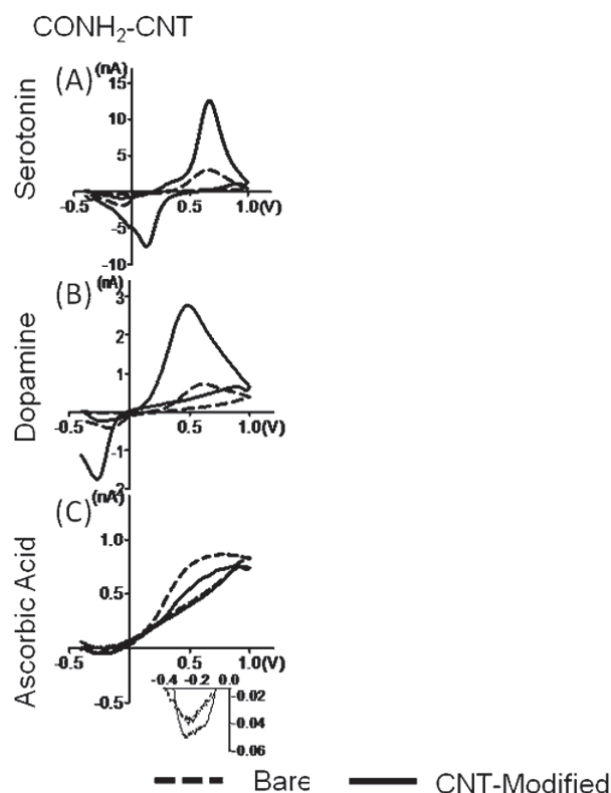 CONH₂-CNT
Serotonin
(A)
(nA)
15
10
5
-0.5
0.5
1.0(V)
-5
-10
Dopamine
(B)
(nA)
3
2
1
-0.5
0.5
1.0(V)
-1
2
Ascorbic Acid
(C)
(nA)
1.0
0.5
-0.5
0.5
1.0(V)
-0.5
-0.4 -0.2 0.0
-0.02
-0.04
-0.06
Bare CNT-Modified